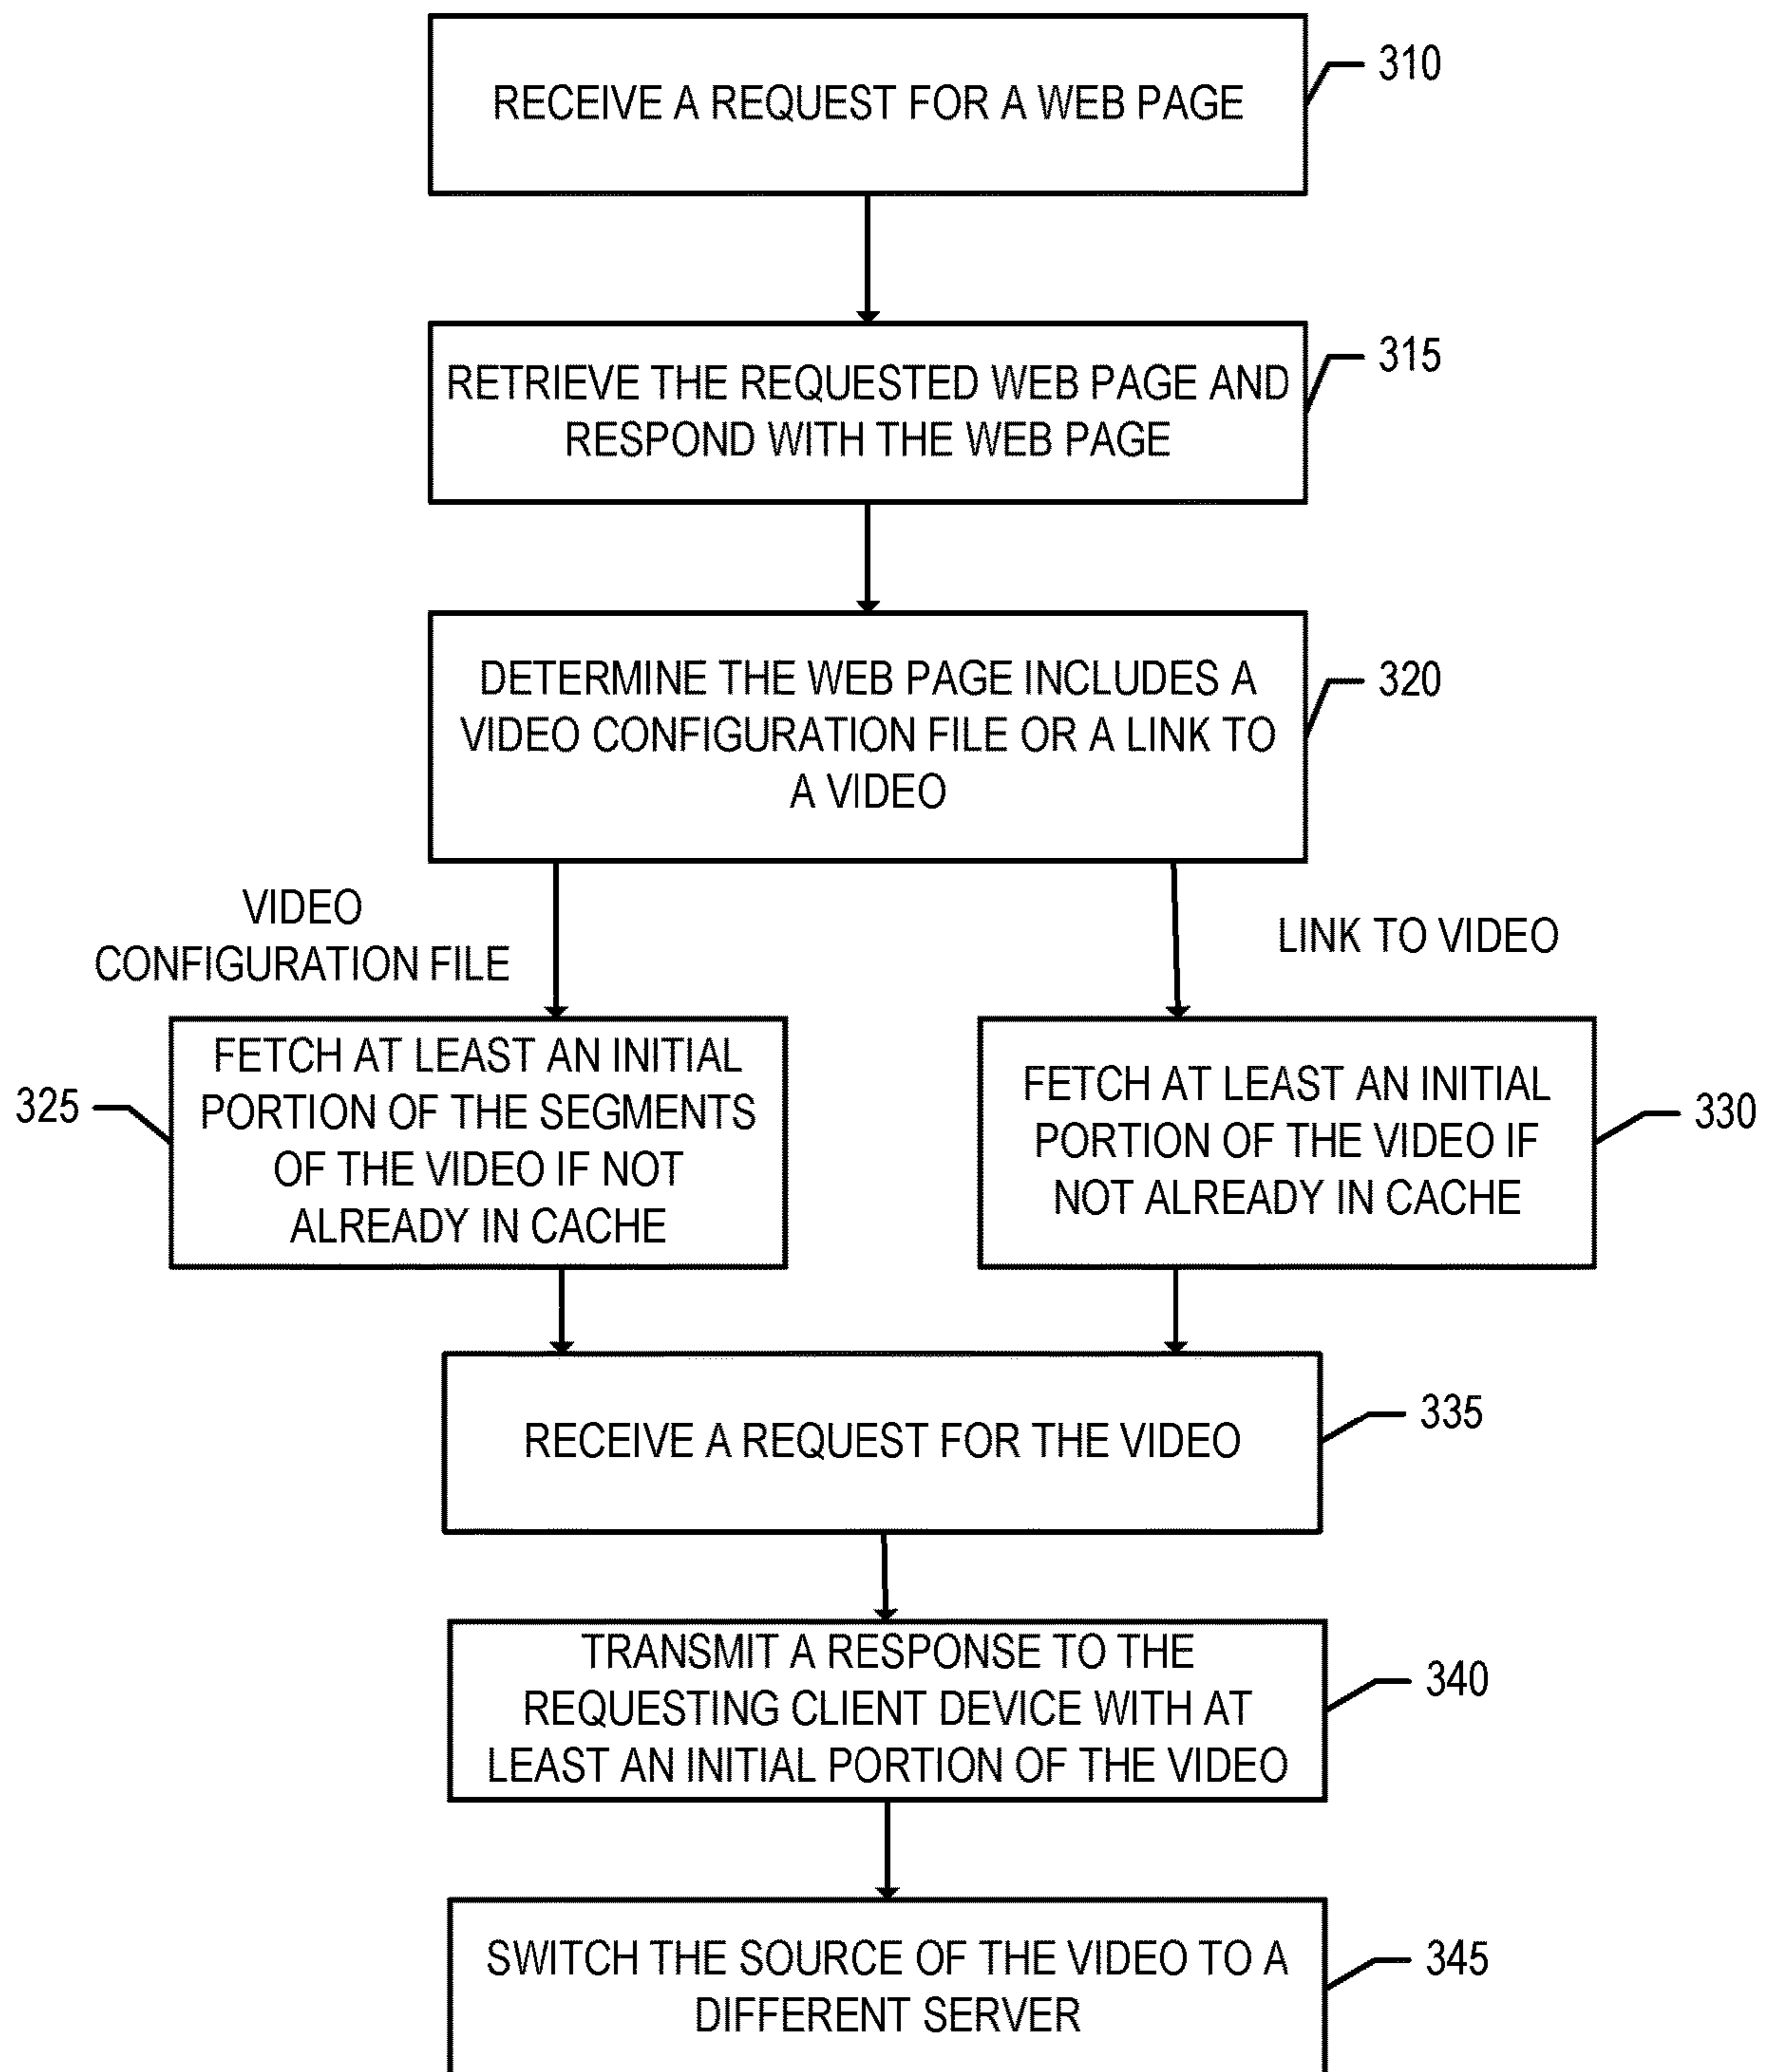 RECEIVE A REQUEST FOR A WEB PAGE
310
RETRIEVE THE REQUESTED WEB PAGE AND
RESPOND WITH THE WEB PAGE
315
DETERMINE THE WEB PAGE INCLUDES A
VIDEO CONFIGURATION FILE OR A LINK TO
A VIDEO
320
VIDEO
CONFIGURATION FILE
LINK TO VIDEO
325
FETCH AT LEAST AN INITIAL
PORTION OF THE SEGMENTS
OF THE VIDEO IF NOT
ALREADY IN CACHE
FETCH AT LEAST AN INITIAL
PORTION OF THE VIDEO IF
NOT ALREADY IN CACHE
330
RECEIVE A REQUEST FOR THE VIDEO
335
TRANSMIT A RESPONSE TO THE
REQUESTING CLIENT DEVICE WITH AT
LEAST AN INITIAL PORTION OF THE VIDEO
340
SWITCH THE SOURCE OF THE VIDEO TO A
DIFFERENT SERVER
345